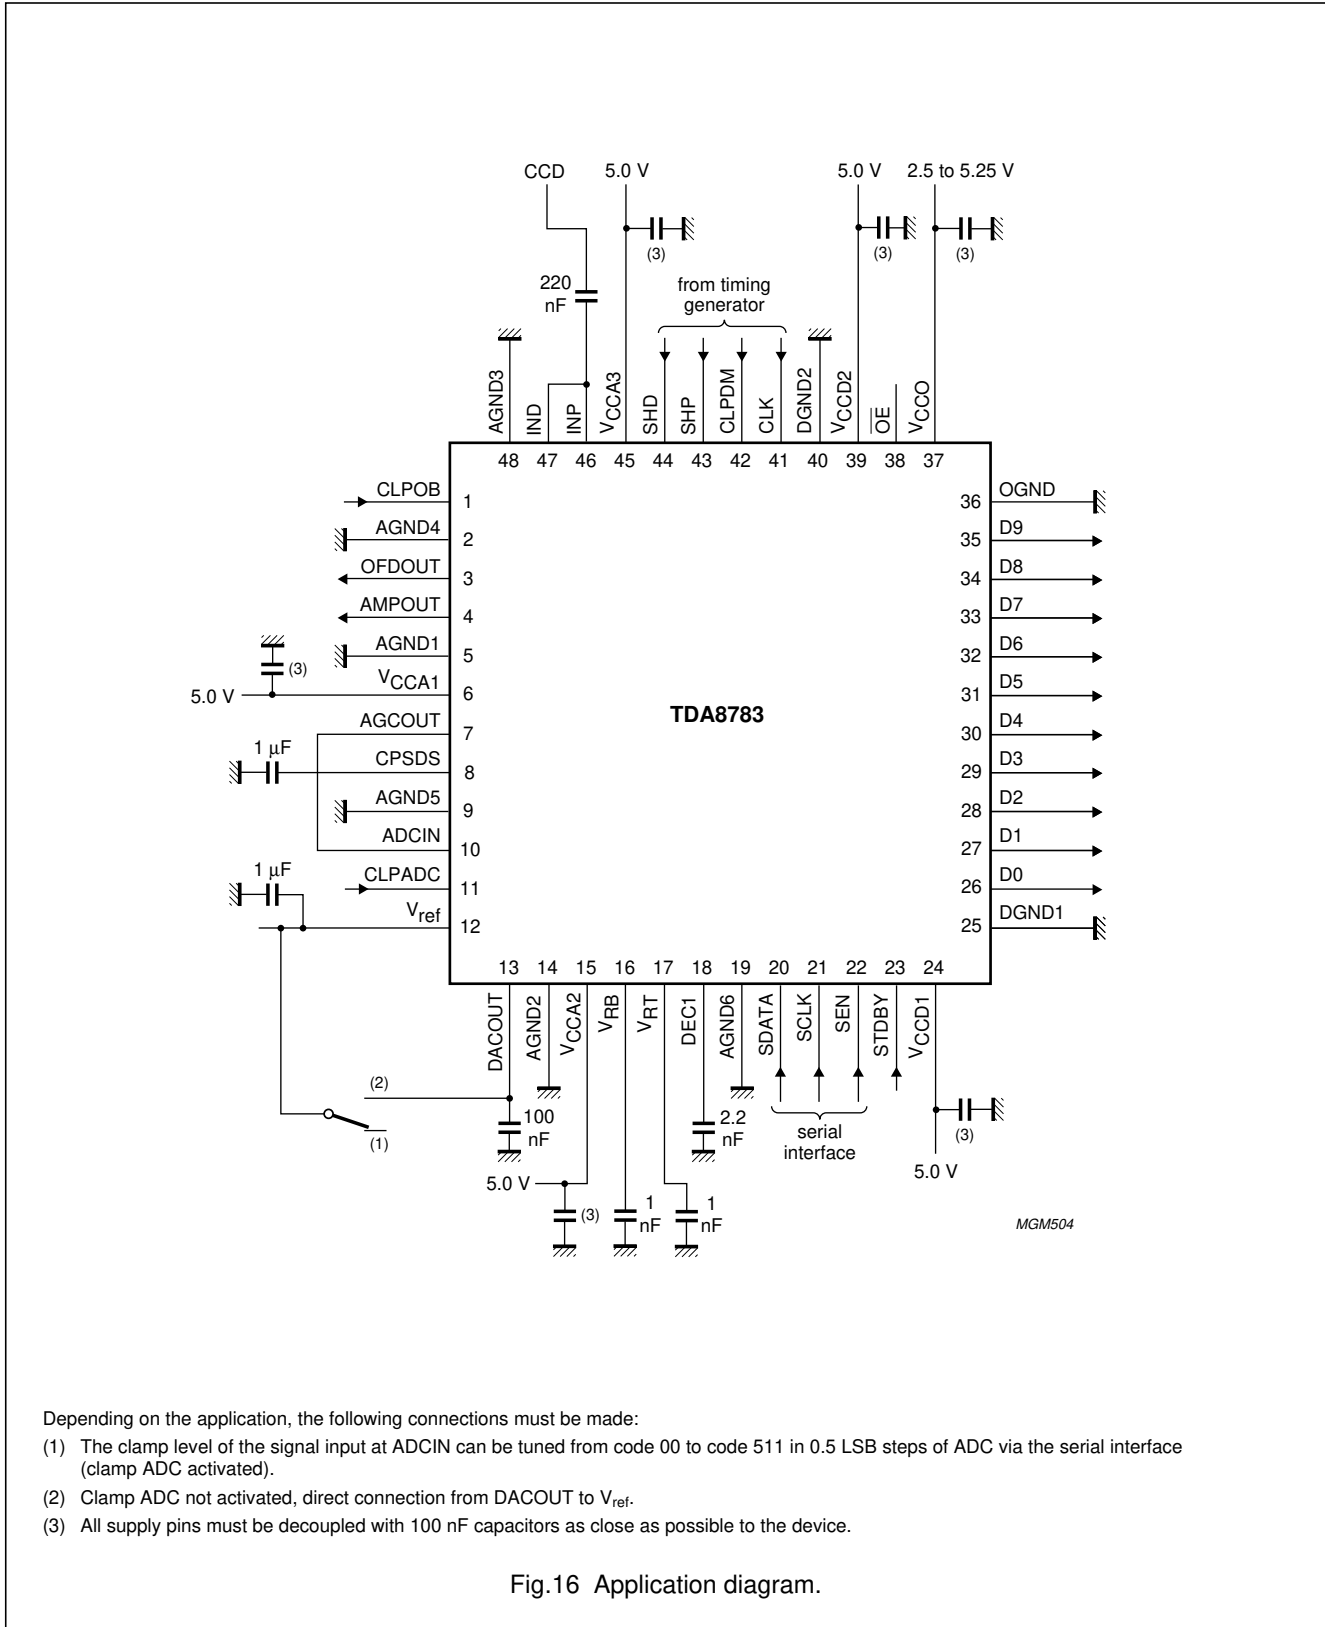 CCD
5.0 V
5.0 V
2.5 to 5.25 V
(3)
(3)
(3)
220
nF
from timing
generator
AGND3
IND
INP
VCCA3
SHD
SHP
CLPDM
CLK
DGND2
VCCD2
OE
VCCO
48
47
46
45
44
43
42
41
40
39
38
37
CLPOB
1
AGND4
2
OFDOUT
3
AMPOUT
4
AGND1
5
(3)
5.0 V
VCCA1
6
AGCOUT
7
1 μF
CPSDS
8
AGND5
9
ADCIN
10
1 μF
CLPADC
11
Vref
12
TDA8783
36
OGND
35
D9
34
D8
33
D7
32
D6
31
D5
30
D4
29
D3
28
D2
27
D1
26
D0
25
DGND1
13
14
15
16
17
18
19
20
21
22
23
24
DACOUT
AGND2
VCCA2
VRB
VRT
DEC1
AGND6
SDATA
SCLK
SEN
STDBY
VCCD1
(2)
(1)
100
nF
2.2
nF
serial
interface
(3)
5.0 V
5.0 V
(3)
1
nF
1
nF
MGM504
Depending on the application, the following connections must be made:
(1) The clamp level of the signal input at ADCIN can be tuned from code 00 to code 511 in 0.5 LSB steps of ADC via the serial interface
(clamp ADC activated).
(2) Clamp ADC not activated, direct connection from DACOUT to Vref.
(3) All supply pins must be decoupled with 100 nF capacitors as close as possible to the device.
Fig.16 Application diagram.